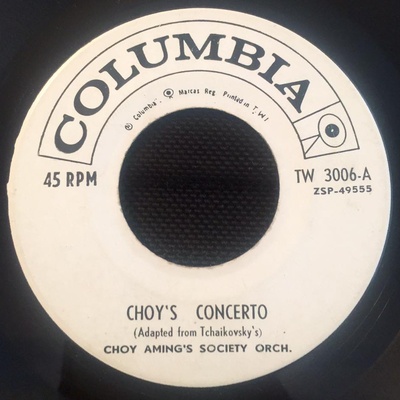 COLUMBIA
® "Columbia" ® Marcas Reg. Printed in T.W.I.
45 RPM
TW 3006-A
ZSP-49555
CHOY'S CONCERTO
(Adapted from Tchaikovsky's)
CHOY AMING'S SOCIETY ORCH.